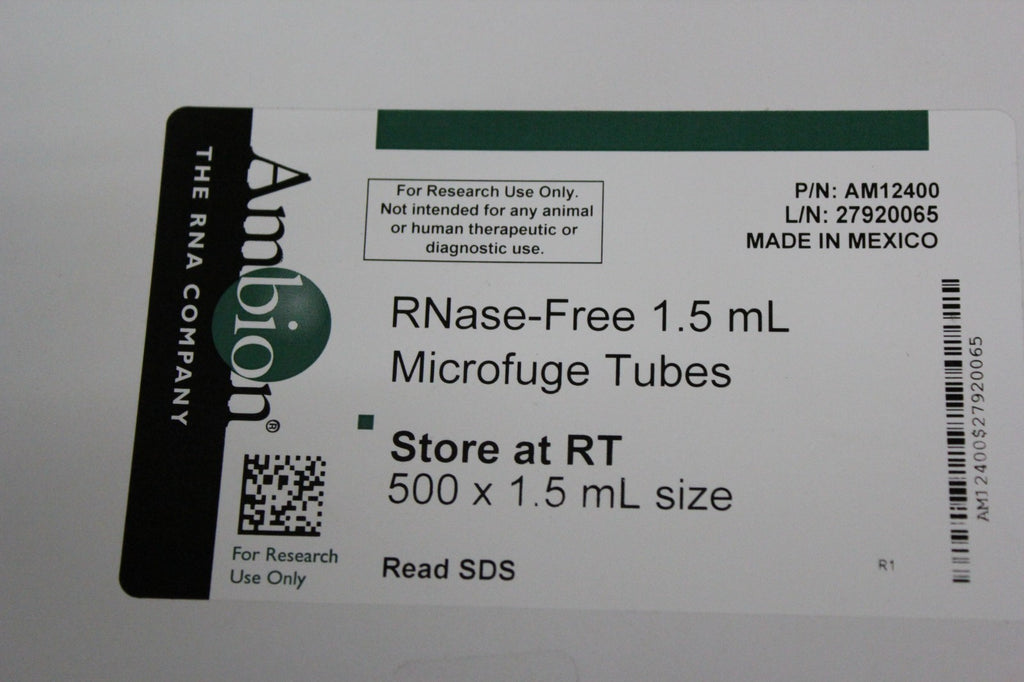 THE RNA COMPANY
Ambion®
For Research Use Only.
Not intended for any animal
or human therapeutic or
diagnostic use.
P/N: AM12400
L/N: 27920065
MADE IN MEXICO
RNase-Free 1.5 mL
Microfuge Tubes
Store at RT
500 x 1.5 mL size
Read SDS
For Research
Use Only
R1
AM12400$27920065